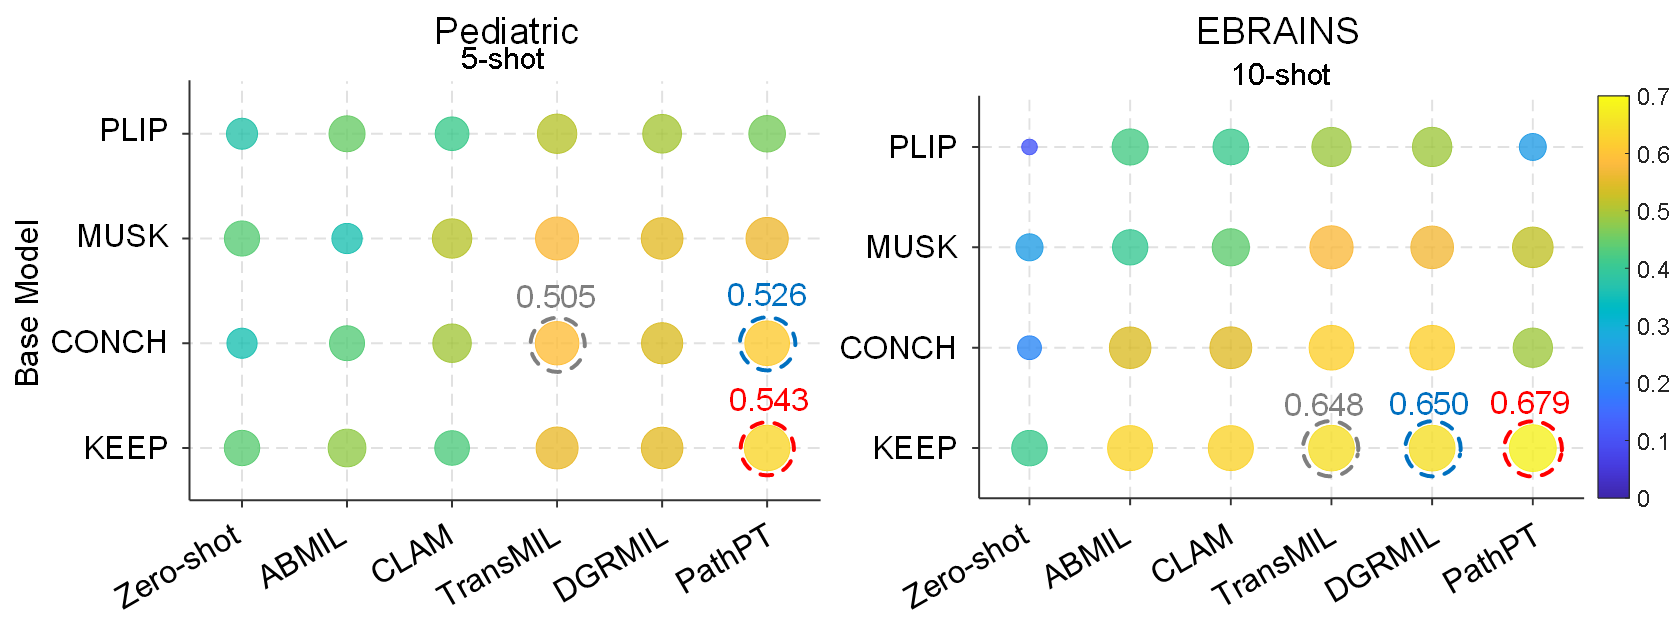 Pediatric
5-shot
Base Model
PLIP
MUSK
CONCH
KEEP
0.505
0.526
0.543
Zero-shot
ABMIL
CLAM
TransMIL
DGRMIL
PathPT
EBRAINS
10-shot
PLIP
MUSK
CONCH
KEEP
0.648
0.650
0.679
Zero-shot
ABMIL
CLAM
TransMIL
DGRMIL
PathPT
0.7
0.6
0.5
0.4
0.3
0.2
0.1
0